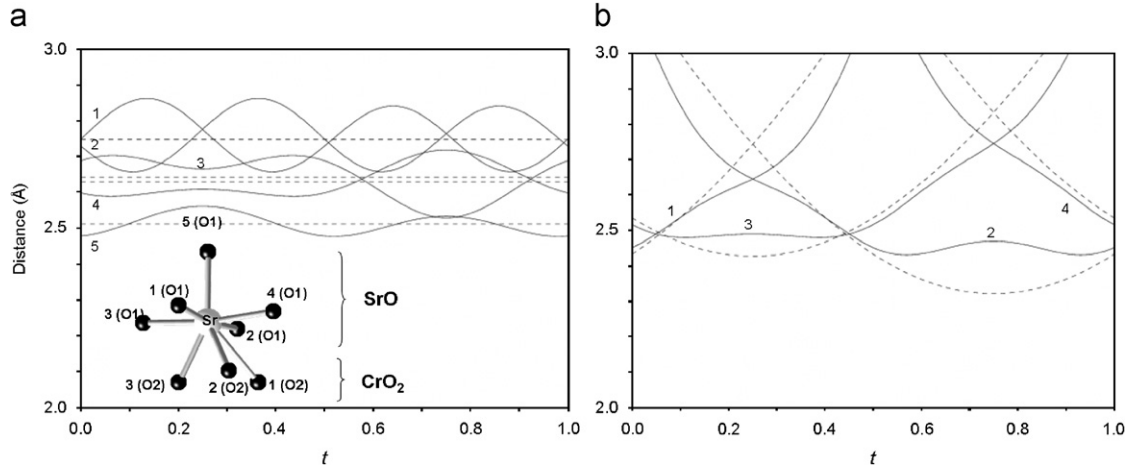 a
b
3.0
2.5
2.0
Distance (Å)
0.0 0.2 0.4 0.6 0.8 1.0
t
1
2
3
4
5
5 (O1)
1 (O1)
4 (O1)
3 (O1)
Sr
2 (O1)
SrO
3 (O2)
2 (O2)
1 (O2)
CrO₂
3.0
2.5
2.0
0.0 0.2 0.4 0.6 0.8 1.0
t
1
3
2
4